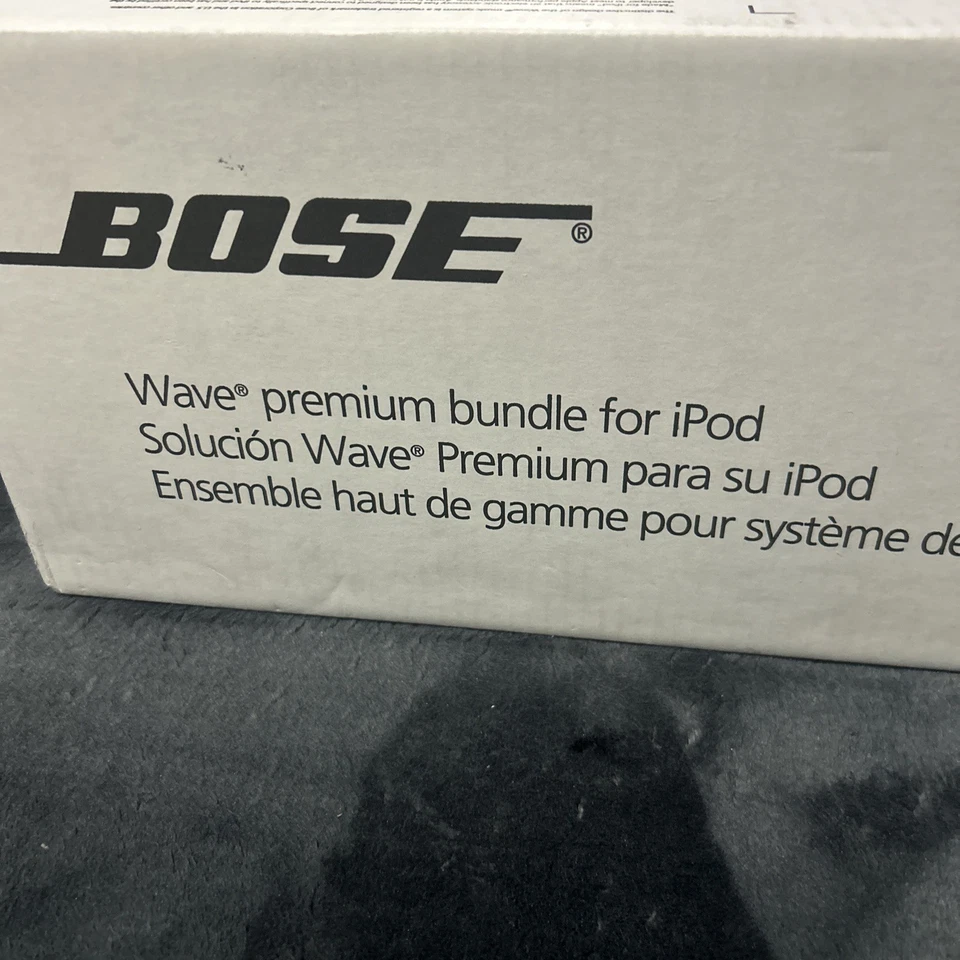 BOSE®
Wave® premium bundle for iPod
Solución Wave® Premium para su iPod
Ensemble haut de gamme pour système de